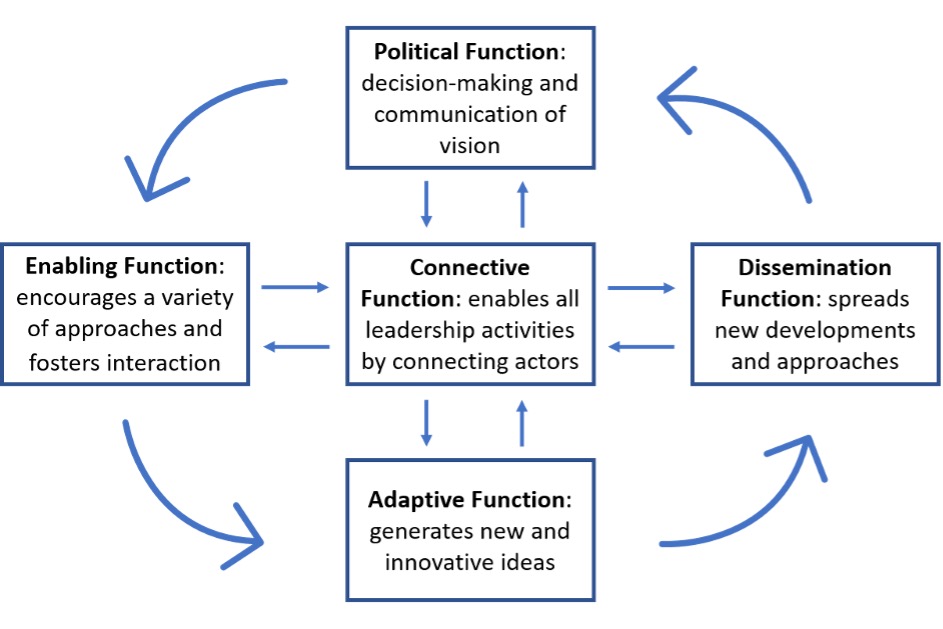 Political Function:
decision-making and
communication of
vision
Enabling Function:
encourages a variety
of approaches and
fosters interaction
Connective
Function: enables all
leadership activities
by connecting actors
Dissemination
Function: spreads
new developments
and approaches
Adaptive Function:
generates new and
innovative ideas